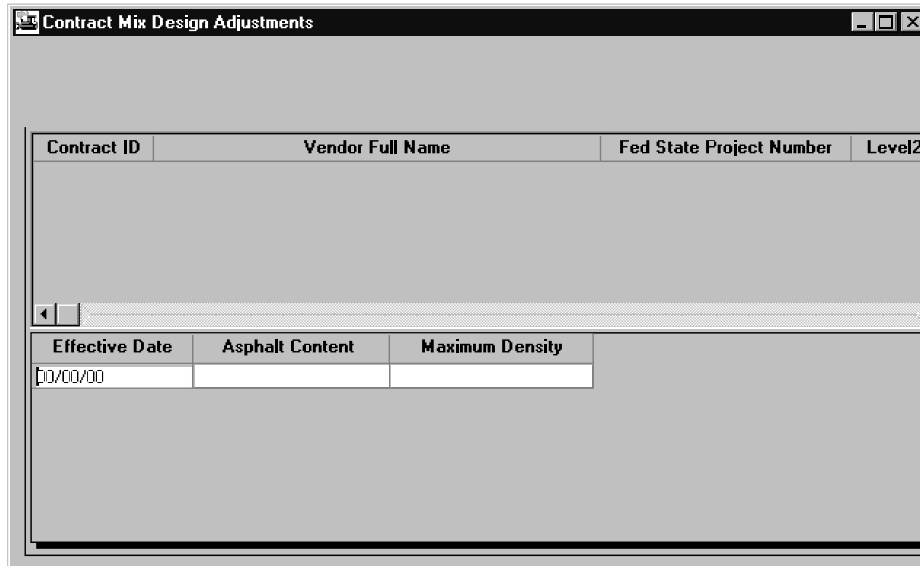 Contract Mix Design Adjustments
Contract ID Vendor Full Name Fed State Project Number Level2
Effective Date Asphalt Content Maximum Density
00/00/00